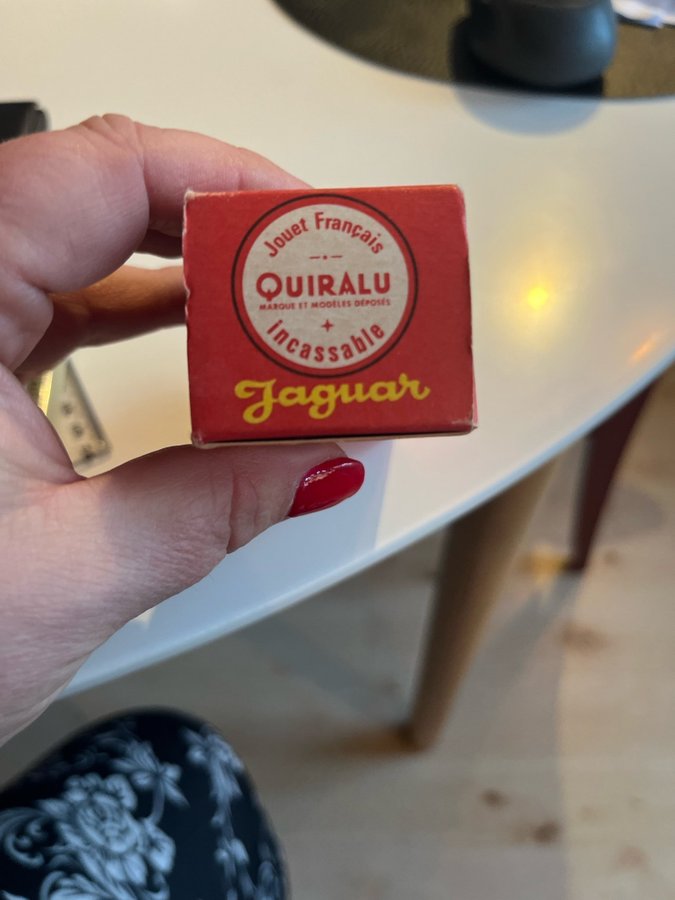 Jouet Français
QUIRALU
MARQUE ET MODÈLES DÉPOSÉS
incassable
Jaguar